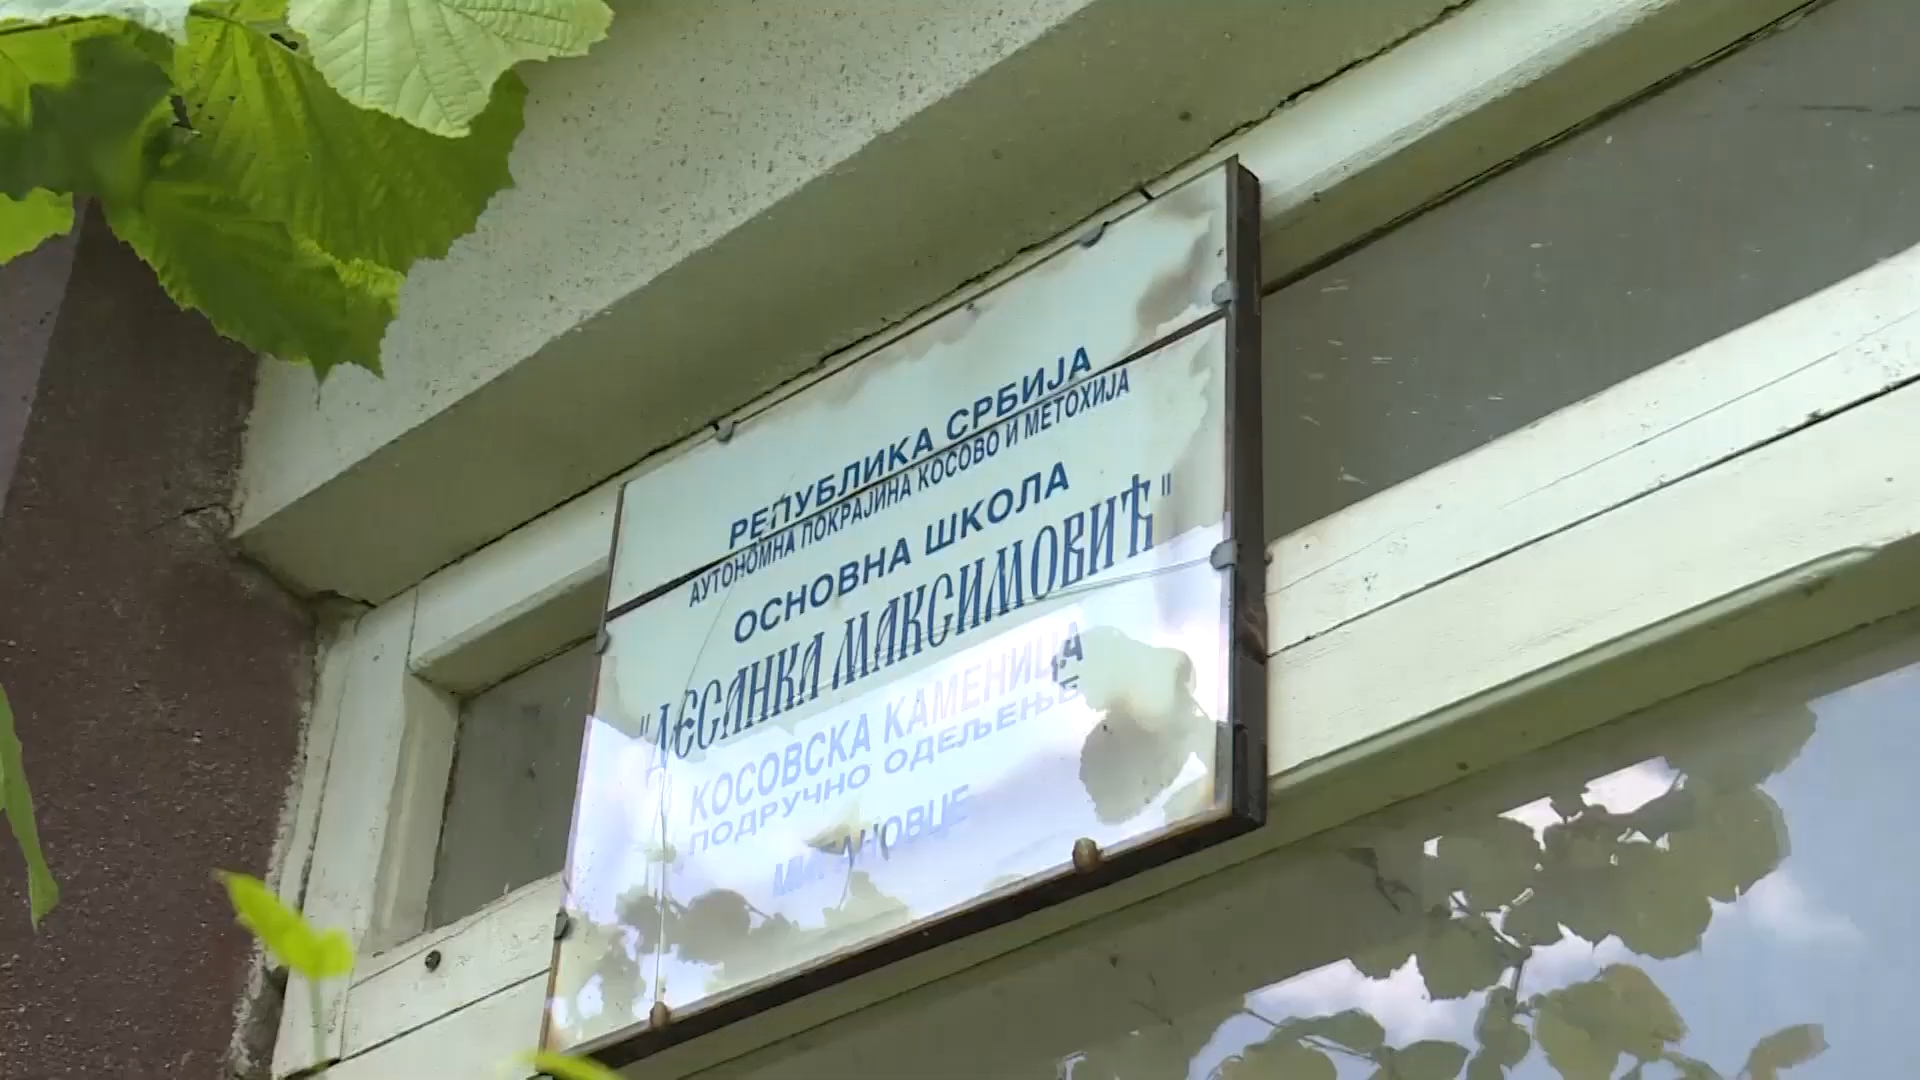 РЕПУБЛИКА СРБИЈА
АУТОНОМНА ПОКРАЈИНА КОСОВО И МЕТОХИЈА
ОСНОВНА ШКОЛА
"ДЕСАНКА МАКСИМОВИЋ"
КОСОВСКА КАМЕНИЦА
ПОДРУЧНО ОДЕЉЕЊЕ